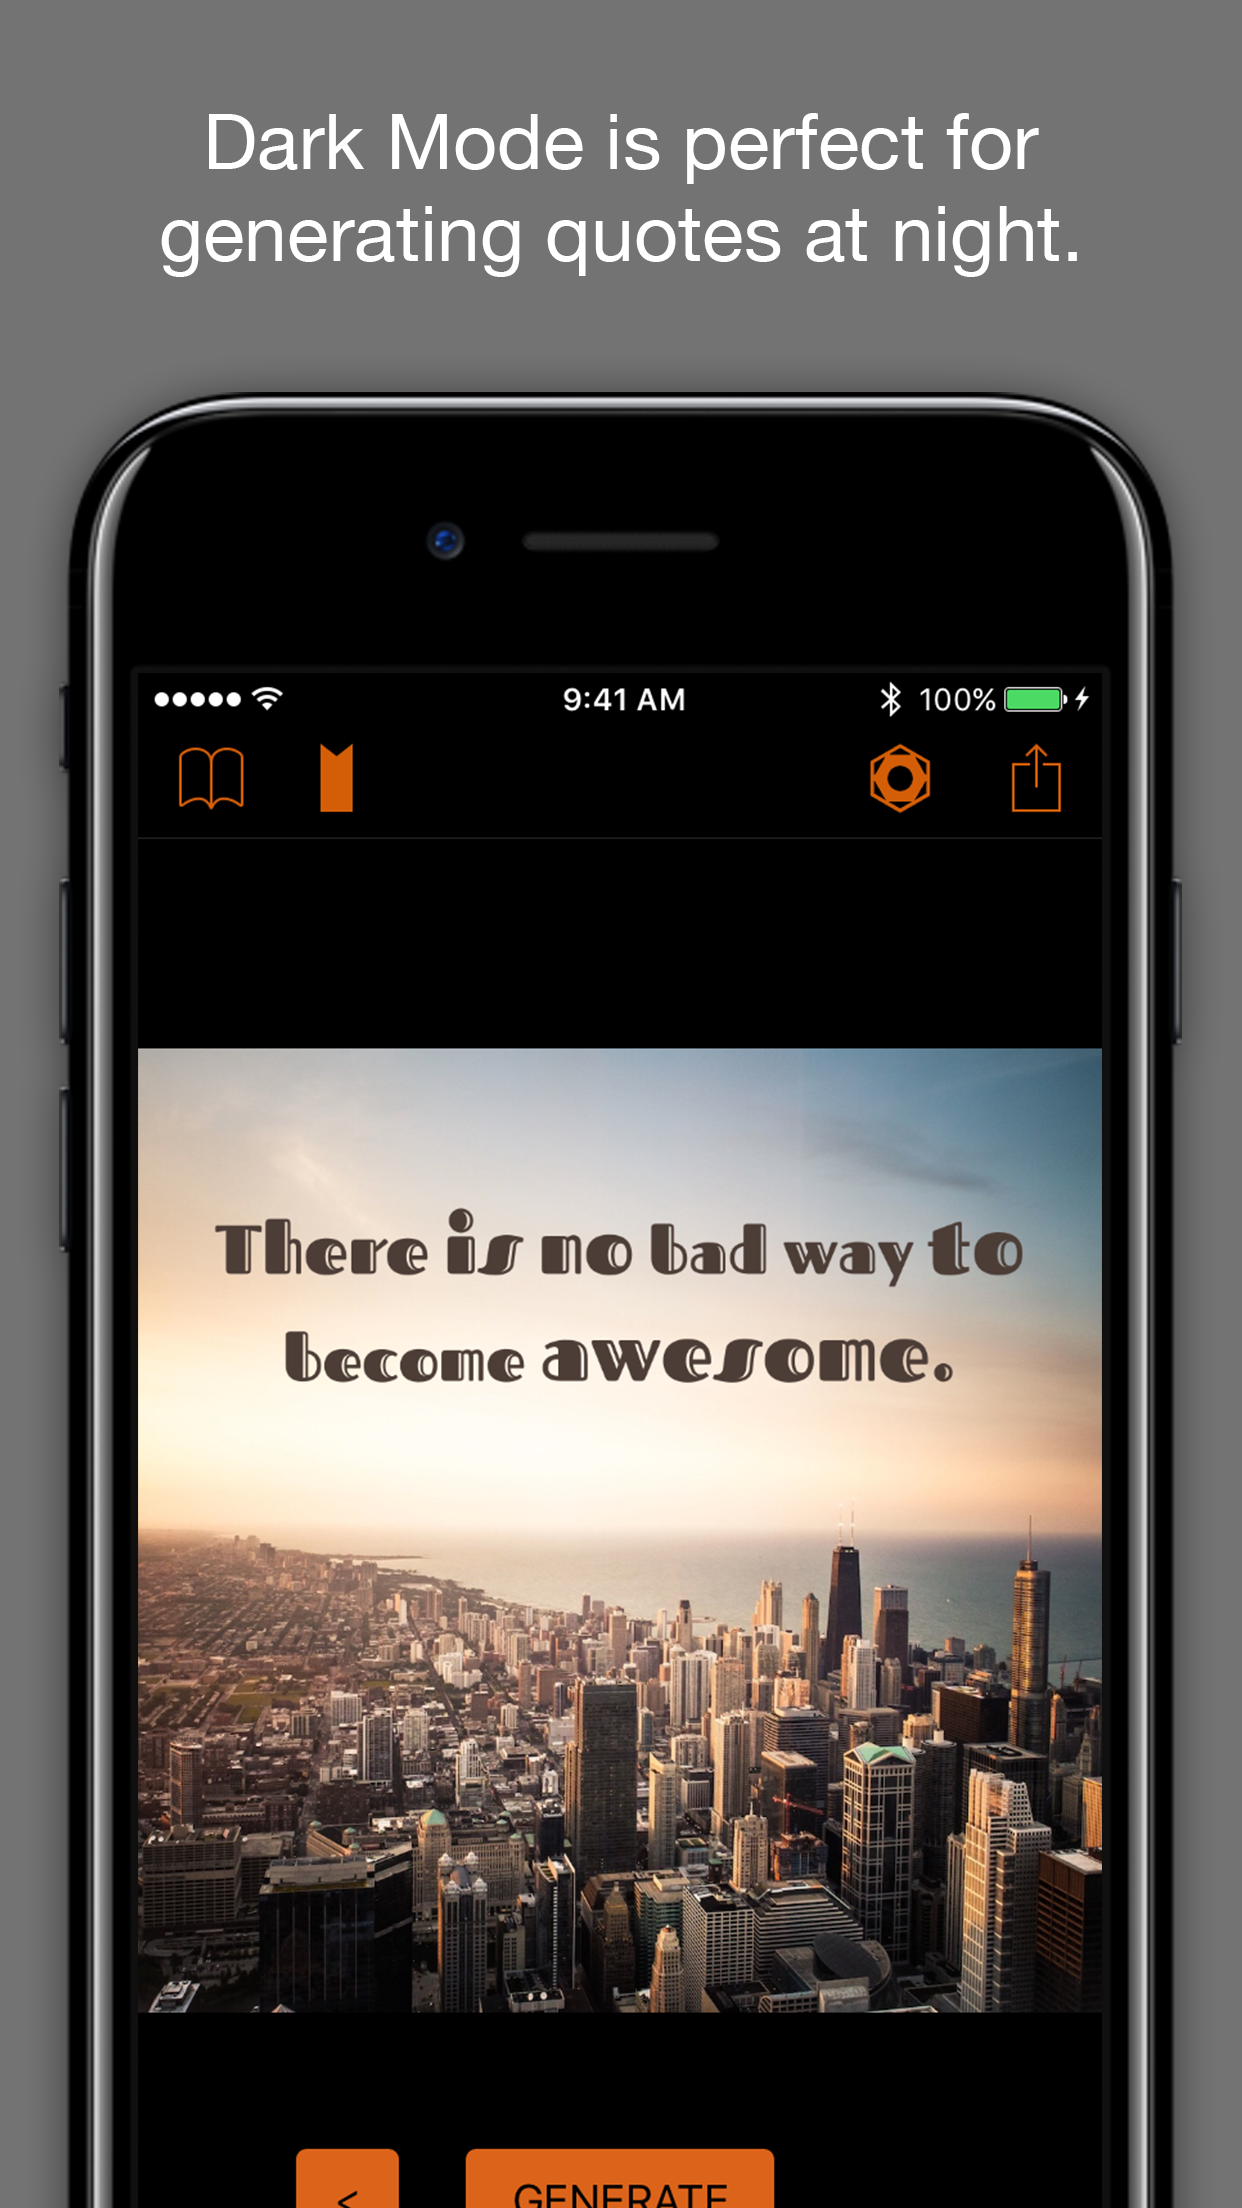 Dark Mode is perfect for
generating quotes at night.
9:41 AM
100%
There is no bad way to
become awesome.
<
GENERATE